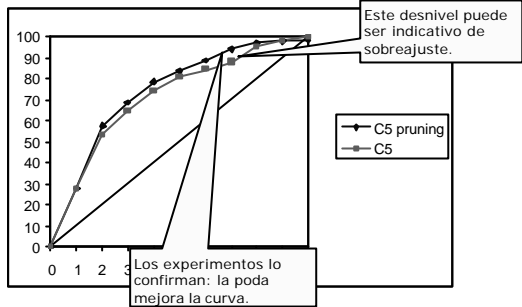 Este desnivel puede
ser indicativo de
sobreajuste.
100
90
80
70
60
50
40
30
20
10
0
C5 pruning
C5
0 1 2
Los experimentos lo
confirman: la poda
mejora la curva.